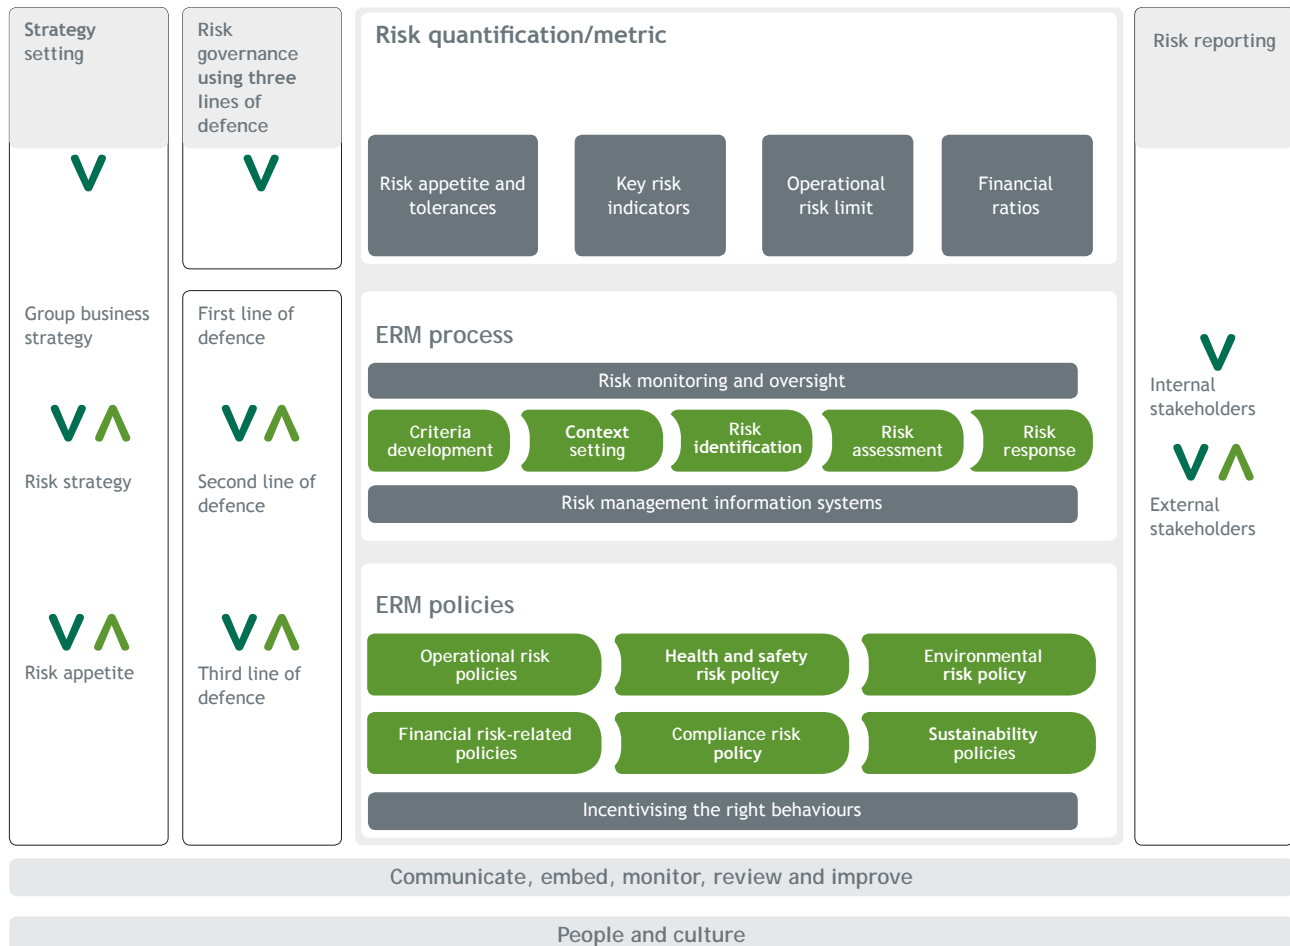 Strategy
setting
Risk
governance
using three
lines of
defence
Group business
strategy
Risk strategy
Risk appetite
First line of
defence
Second line of
defence
Third line of
defence
Risk quantification/metric
Risk appetite and
tolerances
Key risk
indicators
Operational
risk limit
Financial
ratios
ERM process
Risk monitoring and oversight
Criteria
development
Context
setting
Risk
identification
Risk
assessment
Risk
response
Risk management information systems
ERM policies
Operational risk
policies
Health and safety
risk policy
Environmental
risk policy
Financial risk-related
policies
Compliance risk
policy
Sustainability
policies
Incentivising the right behaviours
Risk reporting
Internal
stakeholders
External
stakeholders
Communicate, embed, monitor, review and improve
People and culture